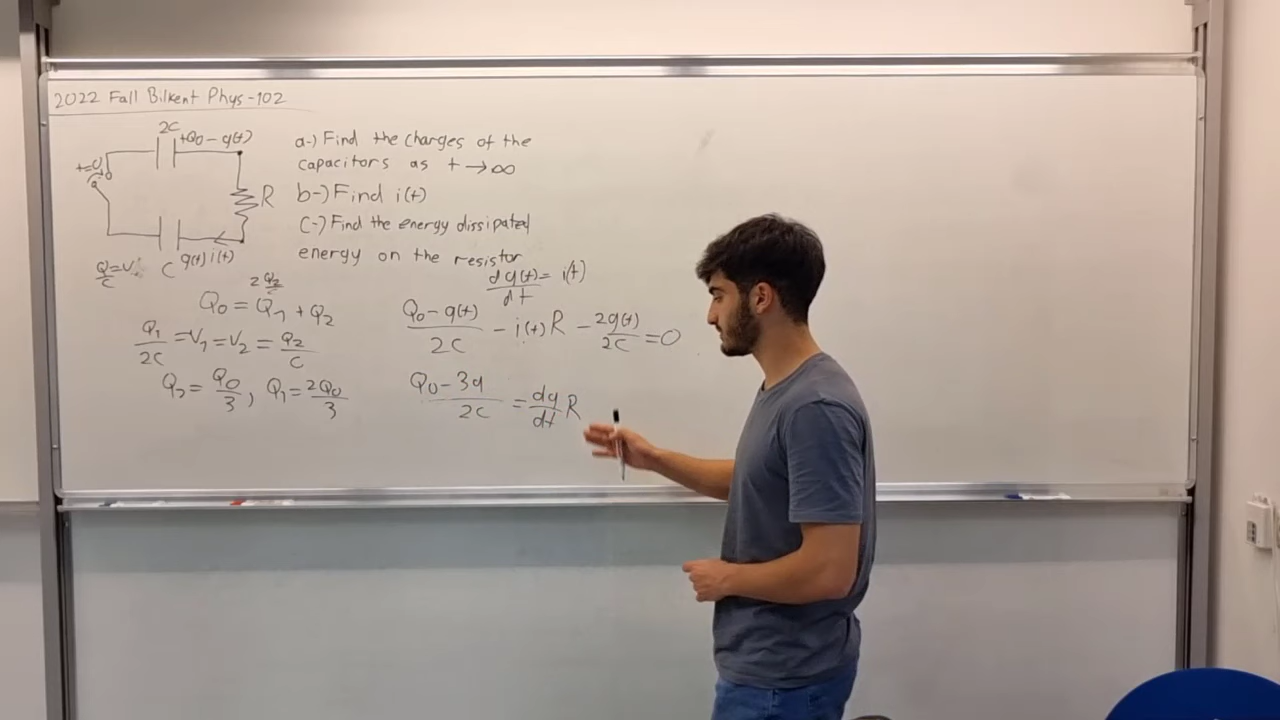 2022 Fall Bilkent Phys-102
2C
+Q0 - q(t)
t=0
R
C
q(t) i(t)
a-) Find the charges of the
capacitors as t → ∞
b-) Find i(t)
c-) Find the energy dissipated
energy on the resistor
Q/C = V
2Q2
Q0 = Q1 + Q2
Q1/2C = V1 = V2 = Q2/C
Q2 = Q0/3, Q1 = 2Q0/3
dq(t)/dt = i(t)
Q0 - q(t)/2C - i(t)R - 2q(t)/2C = 0
Q0 - 3q/2C = dq/dt R